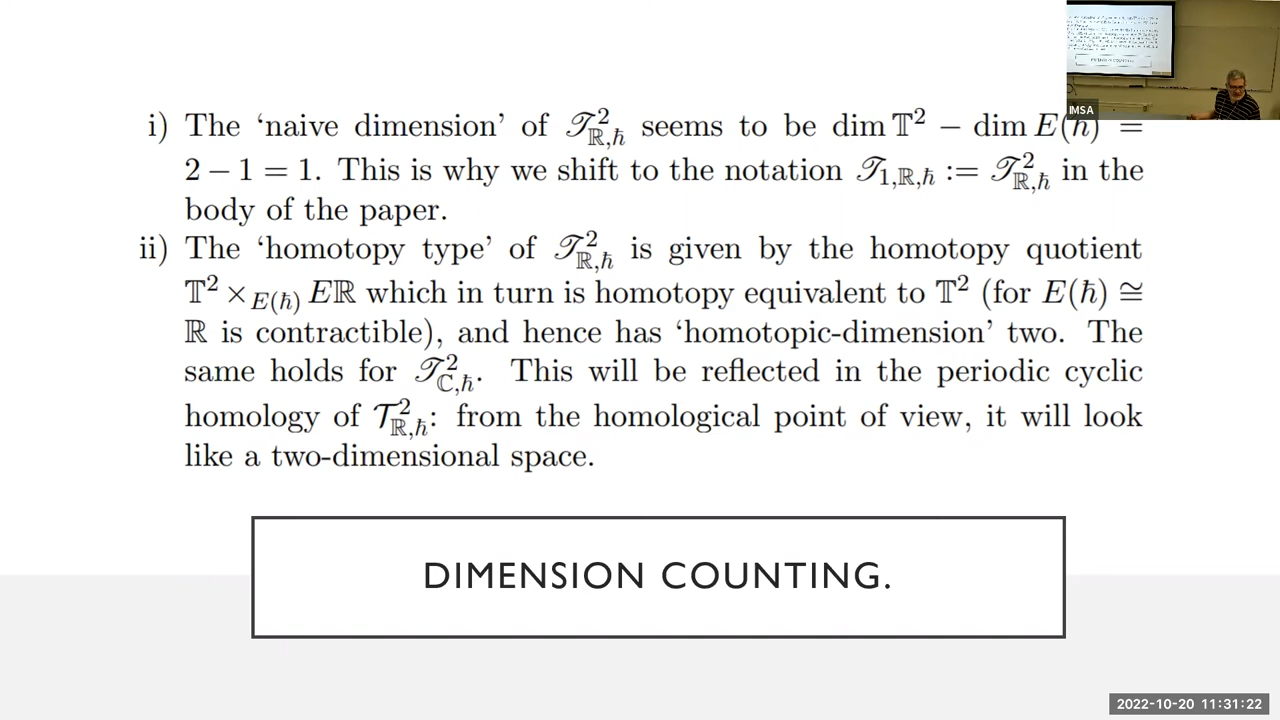 IMSA
i) The ‘naive dimension’ of 𝒯²_{ℝ,ħ} seems to be dim 𝕋² − dim E(ħ) =
2 − 1 = 1. This is why we shift to the notation 𝒯_{1,ℝ,ħ} := 𝒯²_{ℝ,ħ} in the
body of the paper.
ii) The ‘homotopy type’ of 𝒯²_{ℝ,ħ} is given by the homotopy quotient
𝕋² ×_{E(ħ)} Eℝ which in turn is homotopy equivalent to 𝕋² (for E(ħ) ≅
ℝ is contractible), and hence has ‘homotopic-dimension’ two. The
same holds for 𝒯²_{ℂ,ħ}. This will be reflected in the periodic cyclic
homology of 𝒯²_{ℝ,ħ}: from the homological point of view, it will look
like a two-dimensional space.
DIMENSION COUNTING.
2022-10-20 11:31:22